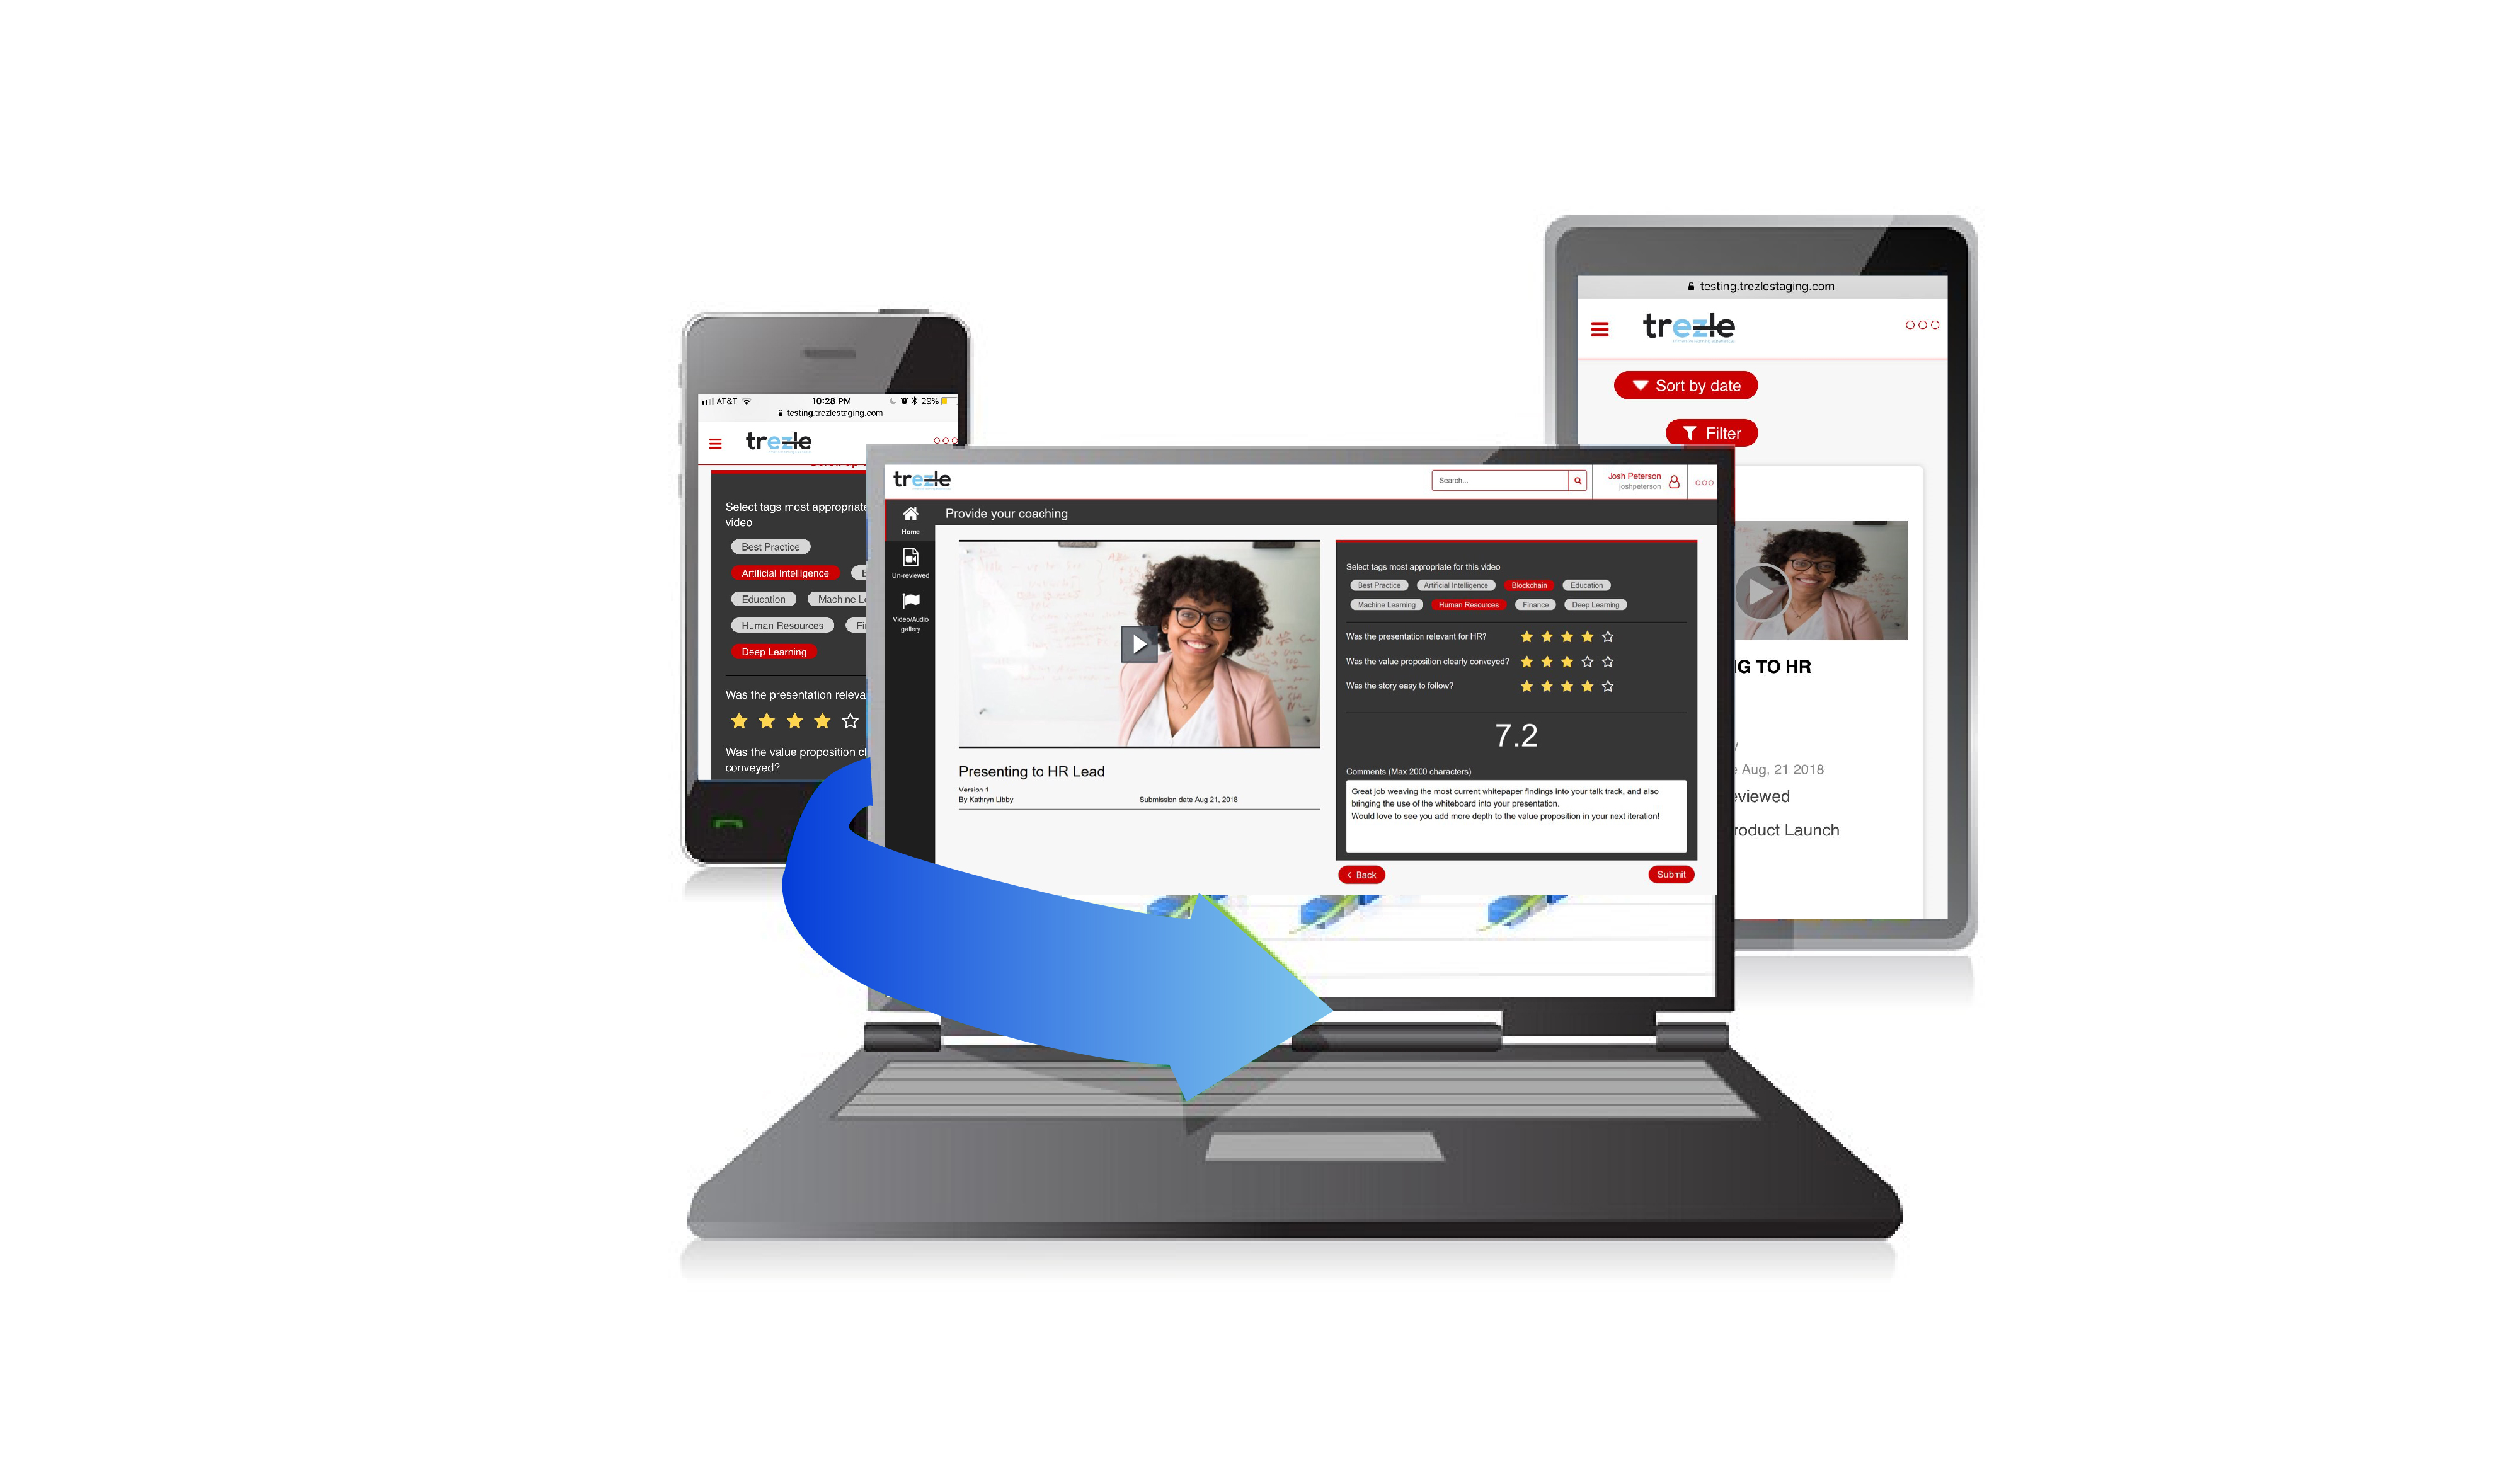 AT&T
10:28 PM
29%
testing.trezlestaging.com
trezle
Select tags most appropriate
video
Best Practice
Artificial Intelligence
E
Education
Machine Le
Human Resources
Fi
Deep Learning
Was the presentation releva
Was the value proposition cl
conveyed?
trezle
Search...
Josh Peterson
joshpeterson
Home
Un-reviewed
Video/Audio
gallery
Provide your coaching
Presenting to HR Lead
Version 1
By Kathryn Libby
Submission date Aug 21, 2018
Select tags most appropriate for this video
Best Practice
Artificial Intelligence
Blockchain
Education
Machine Learning
Human Resources
Finance
Deep Learning
Was the presentation relevant for HR?
Was the value proposition clearly conveyed?
Was the story easy to follow?
7.2
Comments (Max 2000 characters)
Great job weaving the most current whitepaper findings into your talk track, and also
bringing the use of the whiteboard into your presentation.
Would love to see you add more depth to the value proposition in your next iteration!
Back
Submit
testing.trezlestaging.com
trezle
Sort by date
Filter
G TO HR
Aug, 21 2018
viewed
roduct Launch